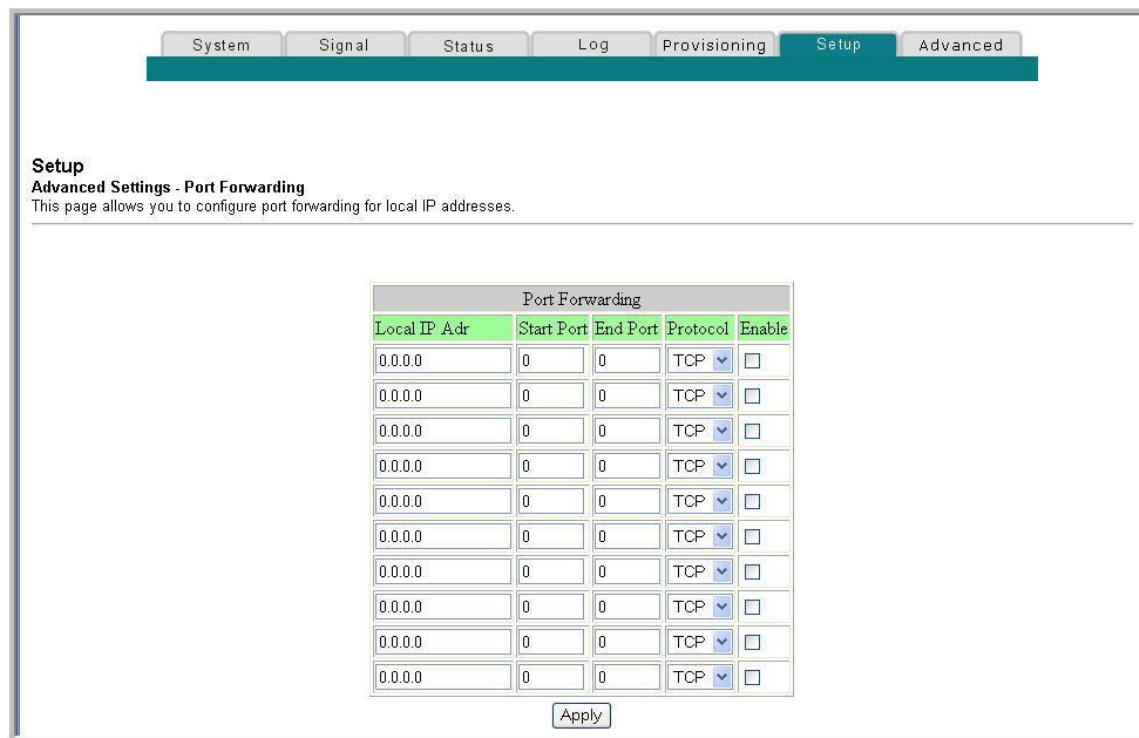 System Signal Status Log Provisioning Setup Advanced
Setup
Advanced Settings - Port Forwarding
This page allows you to configure port forwarding for local IP addresses.
Port Forwarding
Local IP Adr Start Port End Port Protocol Enable
0.0.0.0 0 0 TCP
0.0.0.0 0 0 TCP
0.0.0.0 0 0 TCP
0.0.0.0 0 0 TCP
0.0.0.0 0 0 TCP
0.0.0.0 0 0 TCP
0.0.0.0 0 0 TCP
0.0.0.0 0 0 TCP
0.0.0.0 0 0 TCP
0.0.0.0 0 0 TCP
Apply